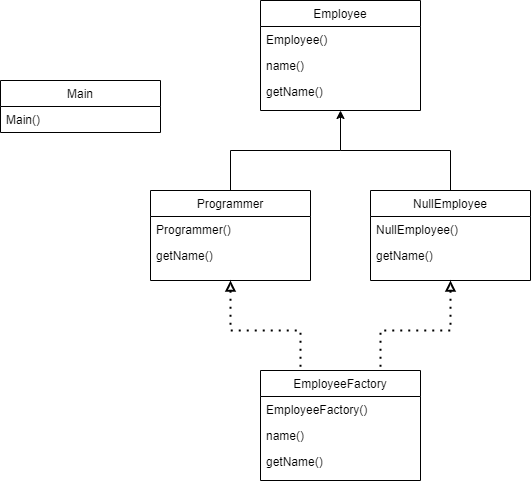 Employee
Employee()
name()
getName()
Main
Main()
Programmer
Programmer()
getName()
NullEmployee
NullEmployee()
getName()
EmployeeFactory
EmployeeFactory()
name()
getName()